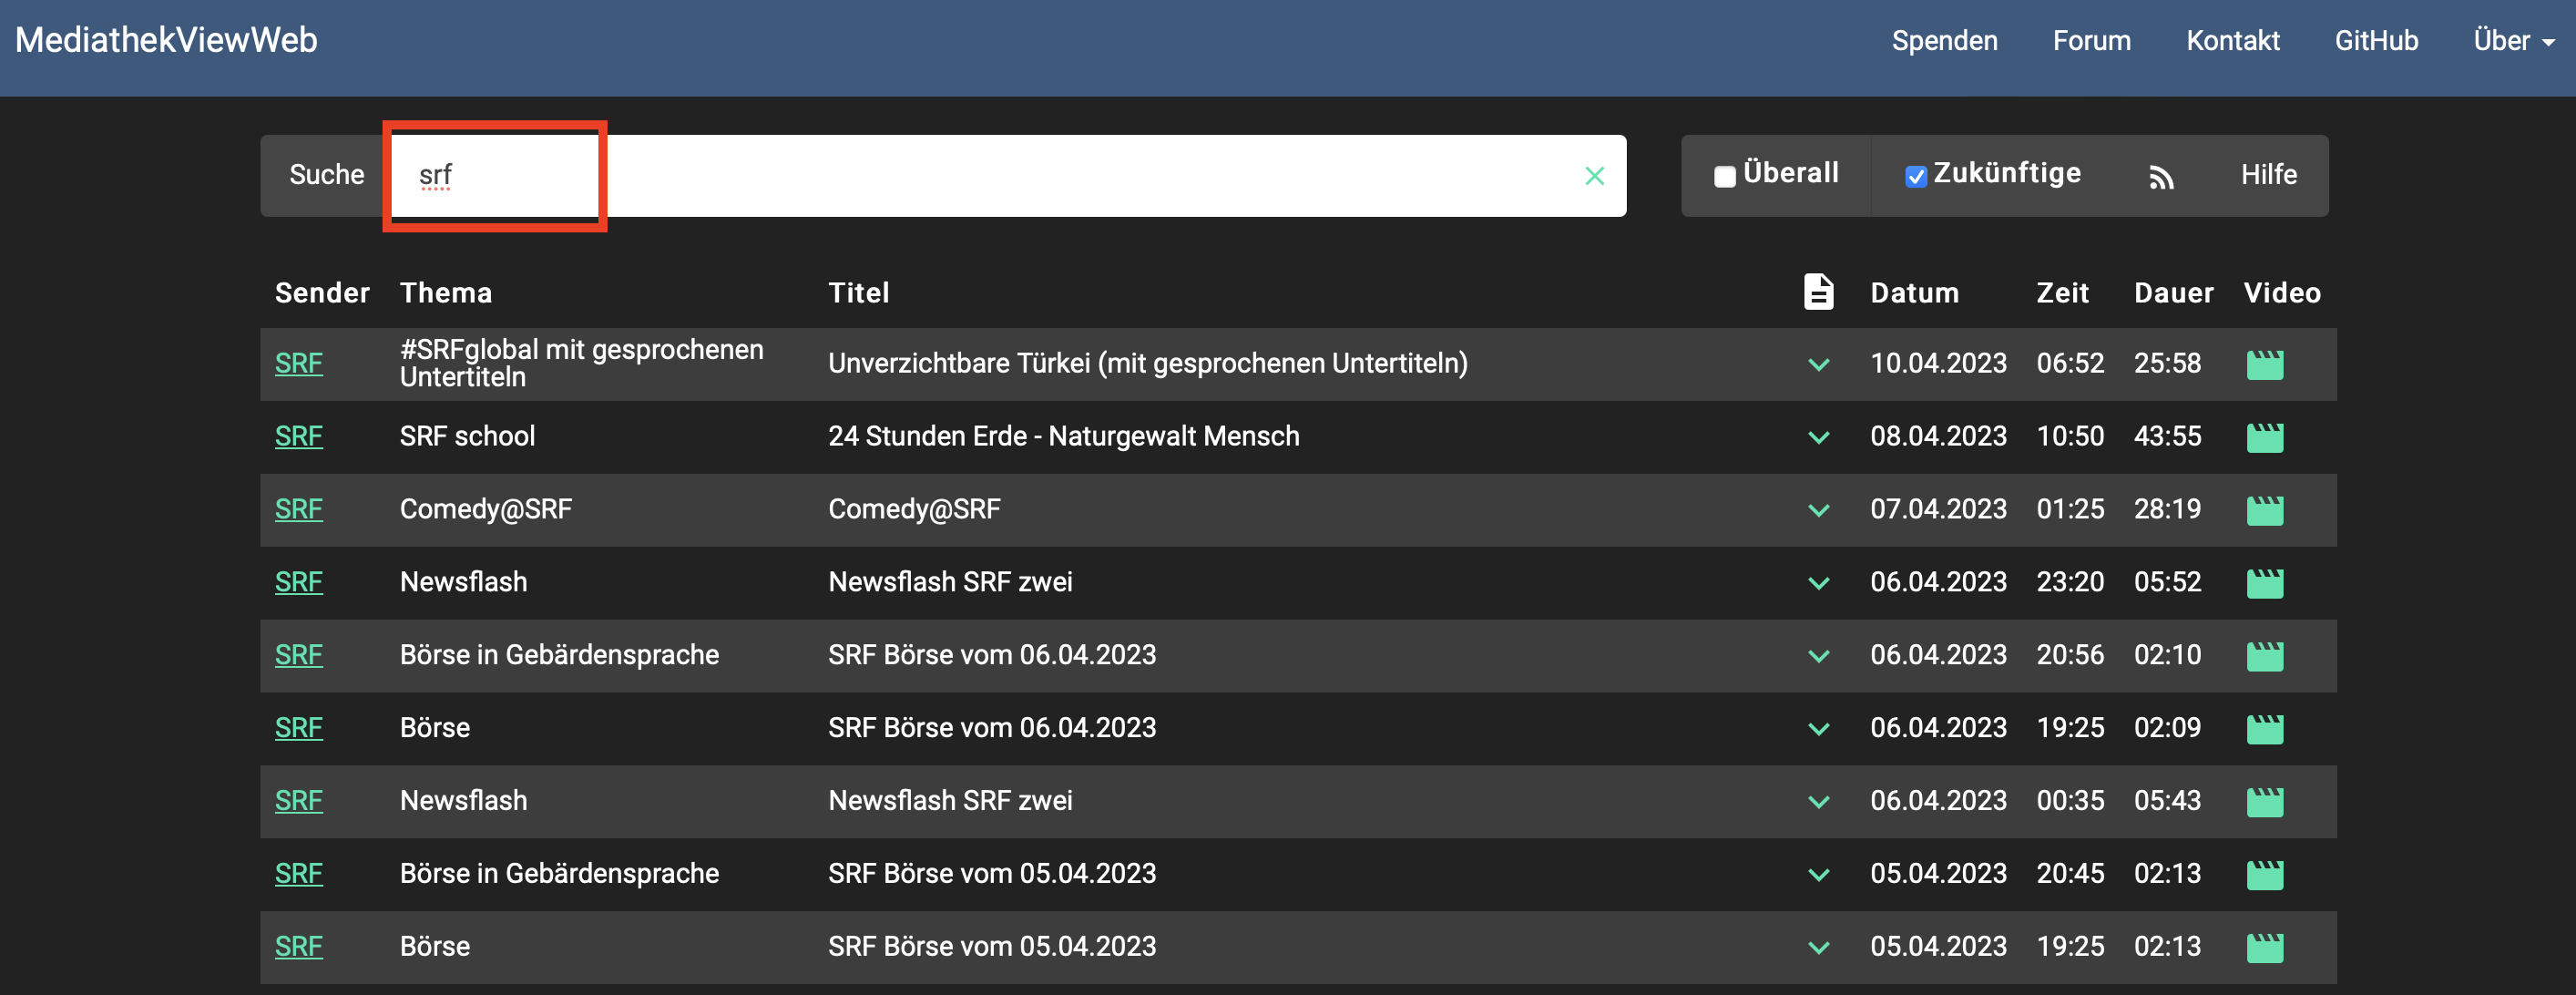 MediathekViewWeb Spenden Forum Kontakt GitHub Über
Suche srf Überall Zukünftige Hilfe
Sender Thema Titel Datum Zeit Dauer Video
SRF #SRFglobal mit gesprochenen Untertiteln Unverzichtbare Türkei (mit gesprochenen Untertiteln) 10.04.2023 06:52 25:58
SRF SRF school 24 Stunden Erde - Naturgewalt Mensch 08.04.2023 10:50 43:55
SRF Comedy@SRF Comedy@SRF 07.04.2023 01:25 28:19
SRF Newsflash Newsflash SRF zwei 06.04.2023 23:20 05:52
SRF Börse in Gebärdensprache SRF Börse vom 06.04.2023 06.04.2023 20:56 02:10
SRF Börse SRF Börse vom 06.04.2023 06.04.2023 19:25 02:09
SRF Newsflash Newsflash SRF zwei 06.04.2023 00:35 05:43
SRF Börse in Gebärdensprache SRF Börse vom 05.04.2023 05.04.2023 20:45 02:13
SRF Börse SRF Börse vom 05.04.2023 05.04.2023 19:25 02:13